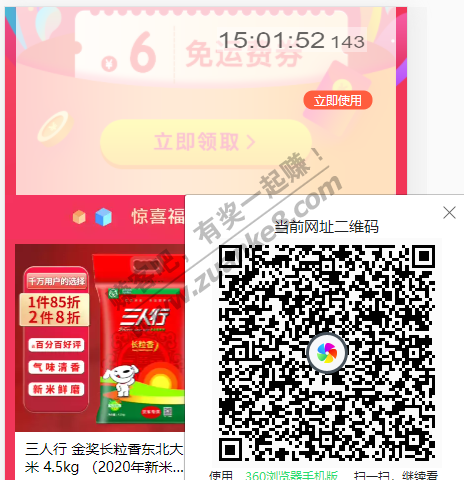 ¥6 免运费券
15:01:52 143
立即使用
立即领取 >
惊喜福
有奖一起赚!
www.zuanke8.com
当前网址二维码
千万用户的选择
1件85折
2件8折
百分百好评
气味清香
新米鲜磨
三人行
长粒香
三人行 金奖长粒香东北大
米 4.5kg （2020年新米...
使用 360浏览器手机版 扫一扫，继续看